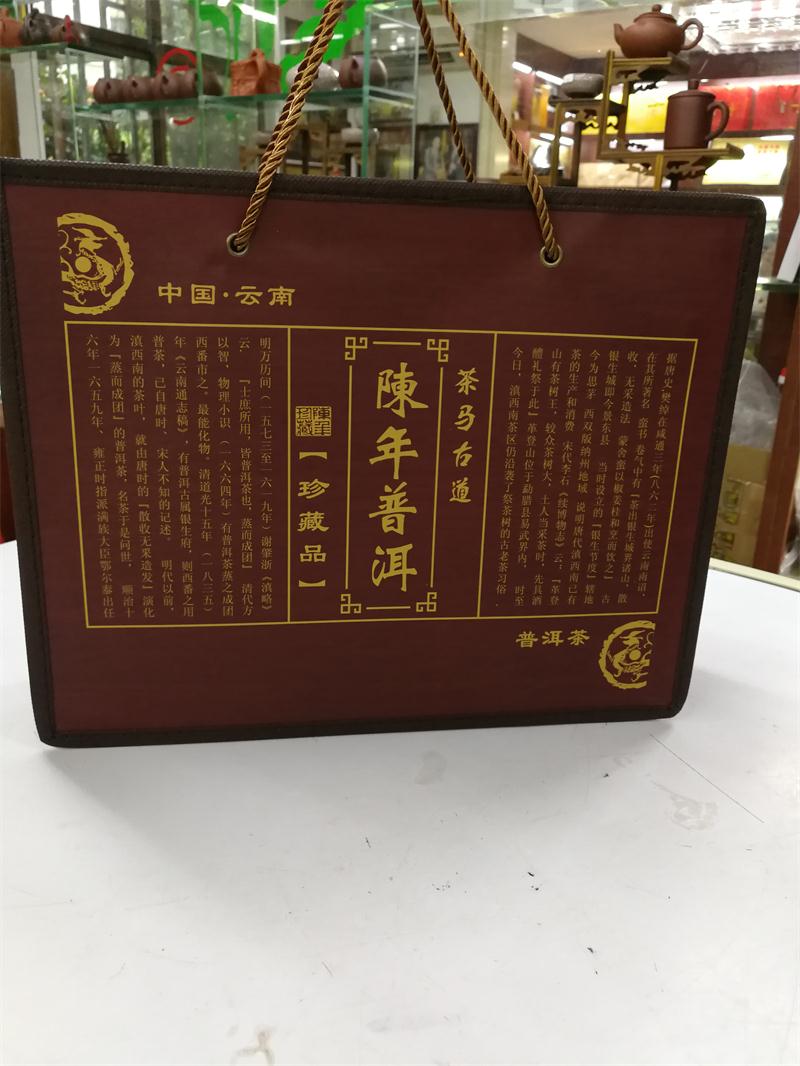 中国·云南
据唐史樊绰在咸通三年(八六二年)出使云南南诏,
在其所著名 蛮书 卷气中有『茶出银生城界诸山,散
收,无采造法 蒙舍蛮以椒姜桂和烹而饮之』 古
银生城即今景东县 当时设立的『银生节度』辖地
今为思茅 西双版纳州地域 说明唐代滇西南已有
茶的生产和消费 宋代李石《续博物志》云:『革登
山有茶树王,较众茶树大,土人当采茶时,先具酒
醴礼祭于此』革登山位于勐腊县易武界内, 时至
今日,滇西南茶区仍沿袭了祭茶树的古老茶习俗.
茶马古道
陳年普洱
陳年珍藏
【珍藏品】
明万历间(一五七三至一六一九年)谢肇浙《滇略》
云. 『士庶所用,皆普洱茶也,蒸而成团』 清代方
以智,物理小识 (一六六四年)有普洱茶蒸之成团
西番市之。最能化物, 清道光十五年(一八三五)
年《云南通志稿》,有普洱古属银生府,则西番之用
普茶,已自唐时、宋人不知的记述。 明代以前,
滇西南的茶叶,就由唐时的『散收无采造发』演化
为『蒸而成团』的普洱茶,名茶于是问世, 顺治十
六年一六五九年、雍正时指派满族大臣鄂尔泰出任
普洱茶